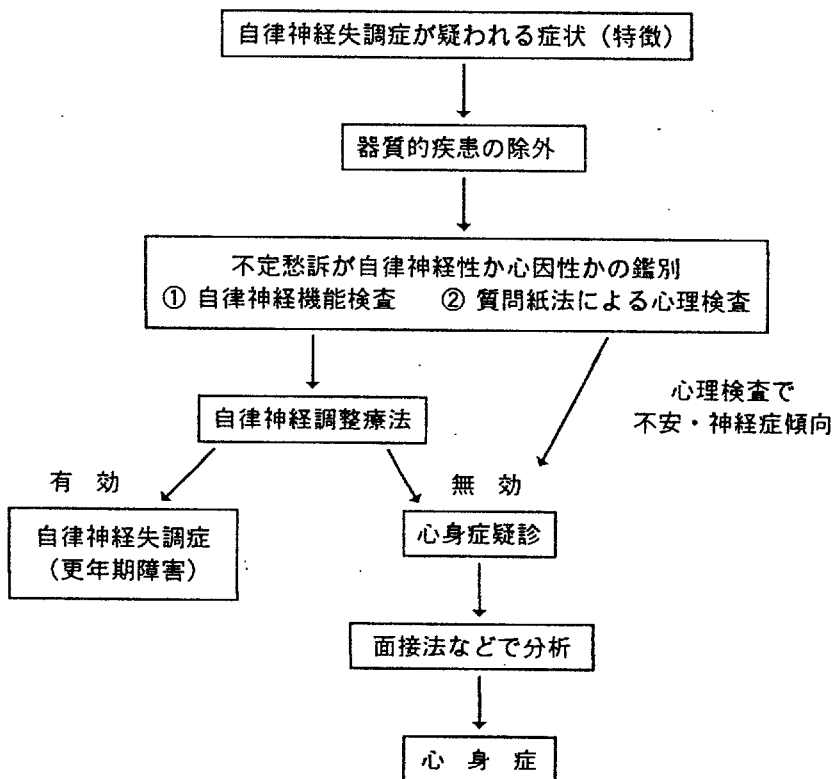 自律神経失調症が疑われる症状（特徴）
器質的疾患の除外
不定愁訴が自律神経性か心因性かの鑑別
① 自律神経機能検査　② 質問紙法による心理検査
心理検査で
不安・神経症傾向
自律神経調整療法
有　効
無　効
自律神経失調症
（更年期障害）
心身症疑診
面接法などで分析
心　身　症